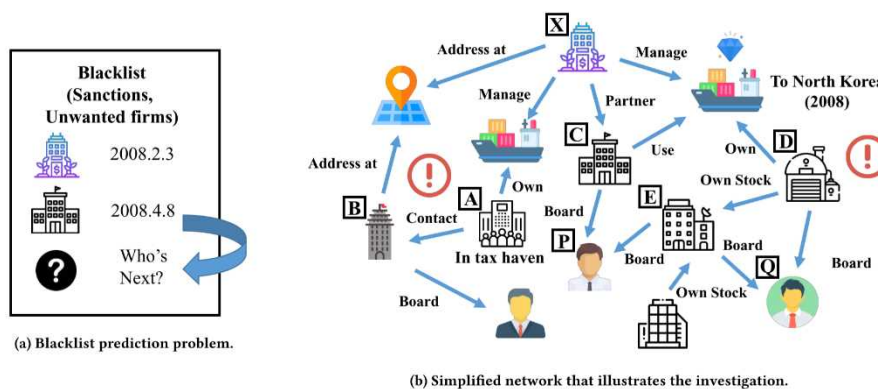 Blacklist
(Sanctions,
Unwanted firms)
2008.2.3
2008.4.8
?
Who's
Next?
(a) Blacklist prediction problem.
X
Address at
Manage
To North Korea
(2008)
Manage
Partner
C
Use
D
Own
Address at
!
!
B
Contact
A
Own
In tax haven
Board
Own Stock
E
Board
P
Board
Board
Q
Board
Own Stock
(b) Simplified network that illustrates the investigation.